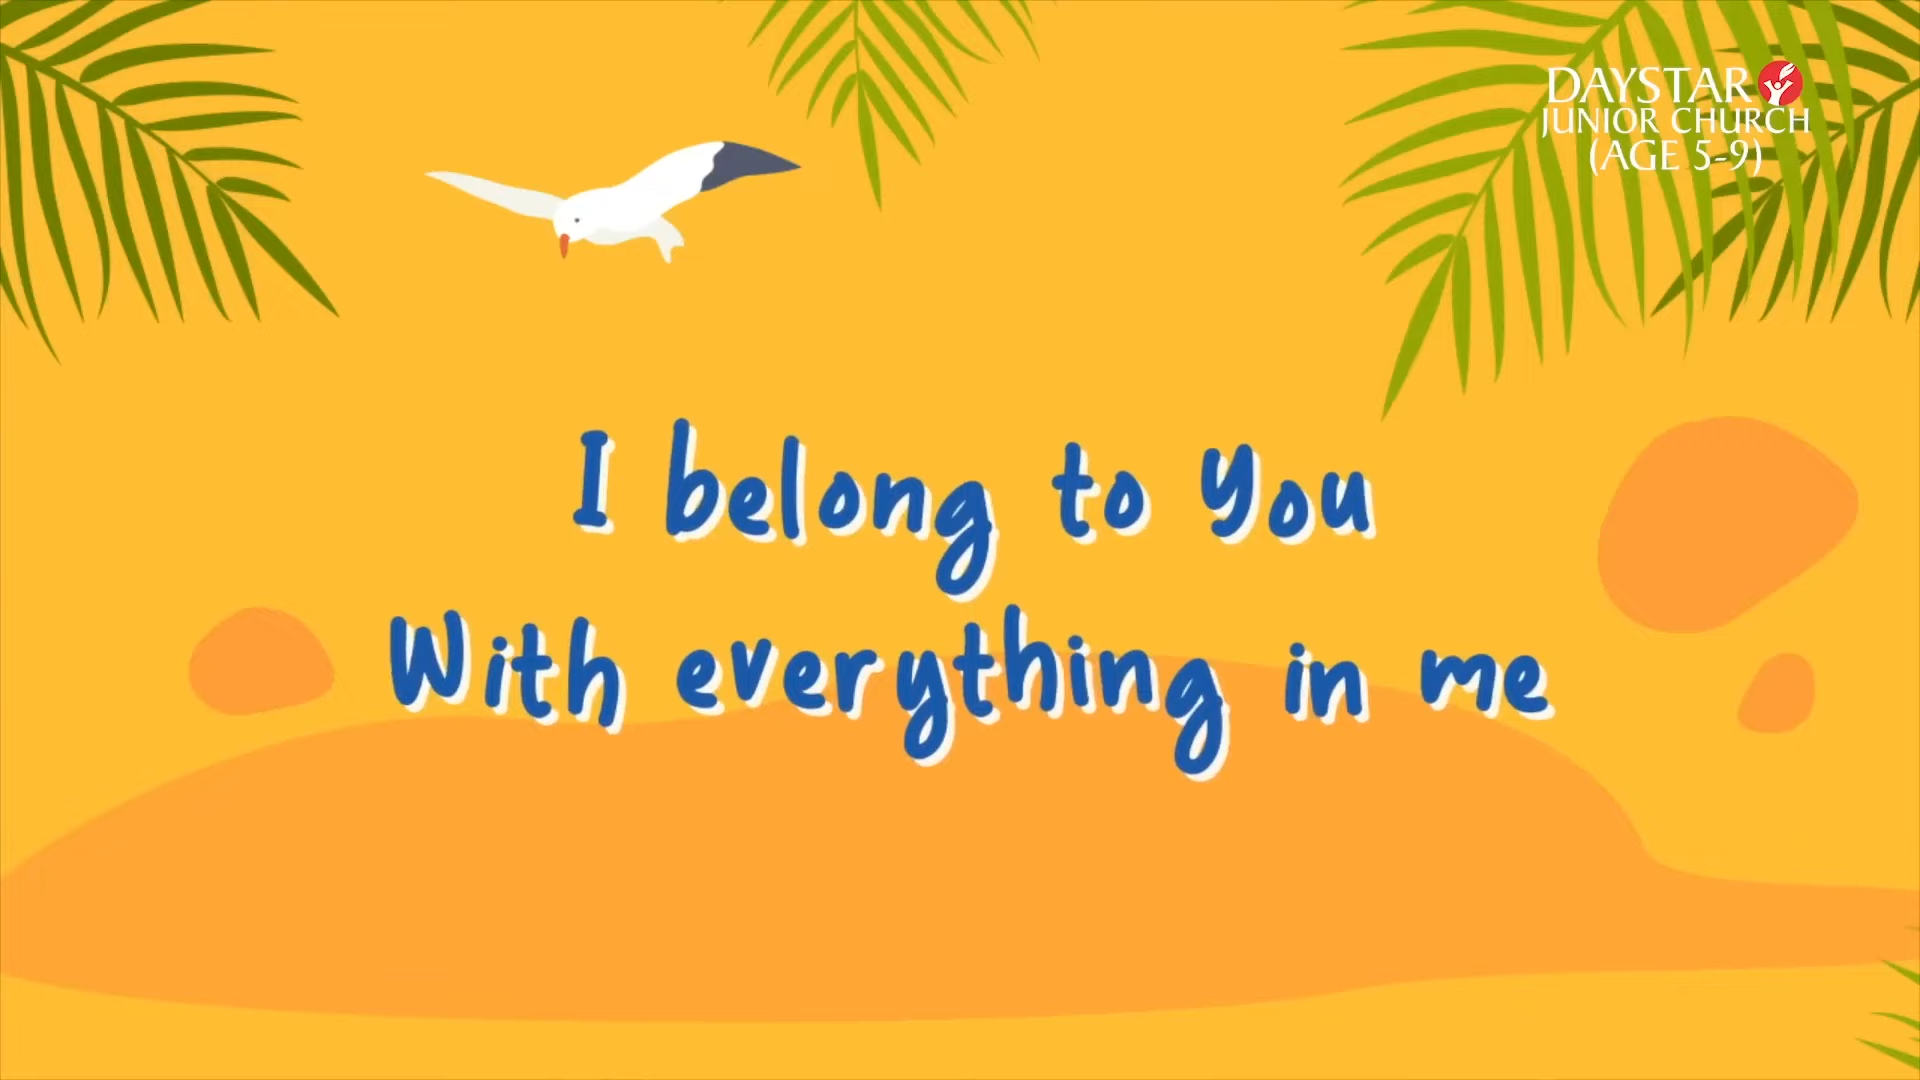 DAYSTAR
JUNIOR CHURCH
(AGE 5-9)
I belong to You
With everything in me